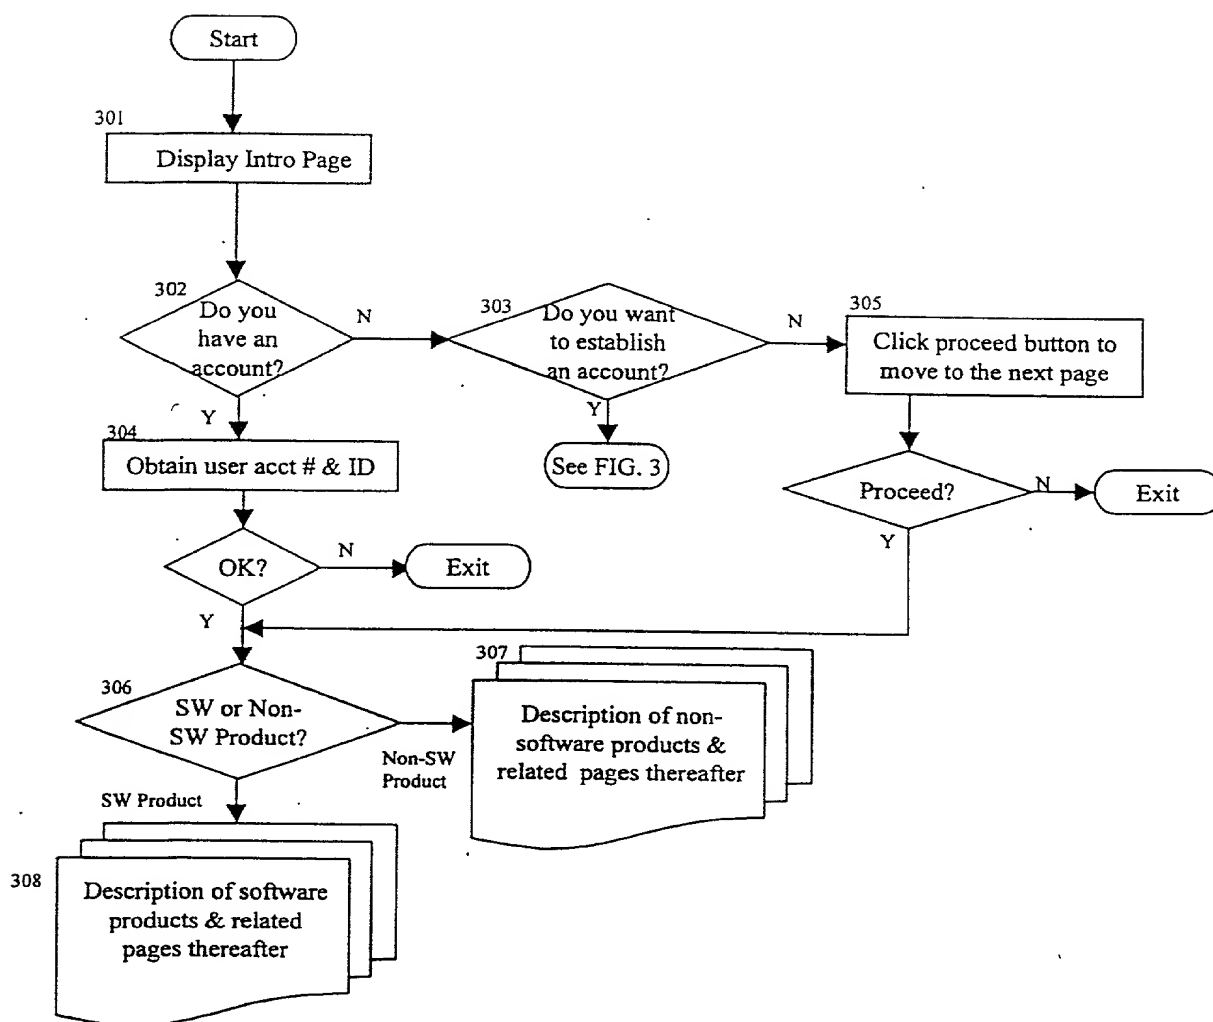 Start
301
Display Intro Page
302
Do you
have an
account?
N
303
Do you want
to establish
an account?
N
305
Click proceed button to
move to the next page
Y
304
Obtain user acct # & ID
Y
See FIG. 3
Proceed?
N
Exit
Y
OK?
N
Exit
Y
306
SW or Non-
SW Product?
Non-SW
Product
307
Description of non-
software products &
related pages thereafter
SW Product
308
Description of software
products & related
pages thereafter